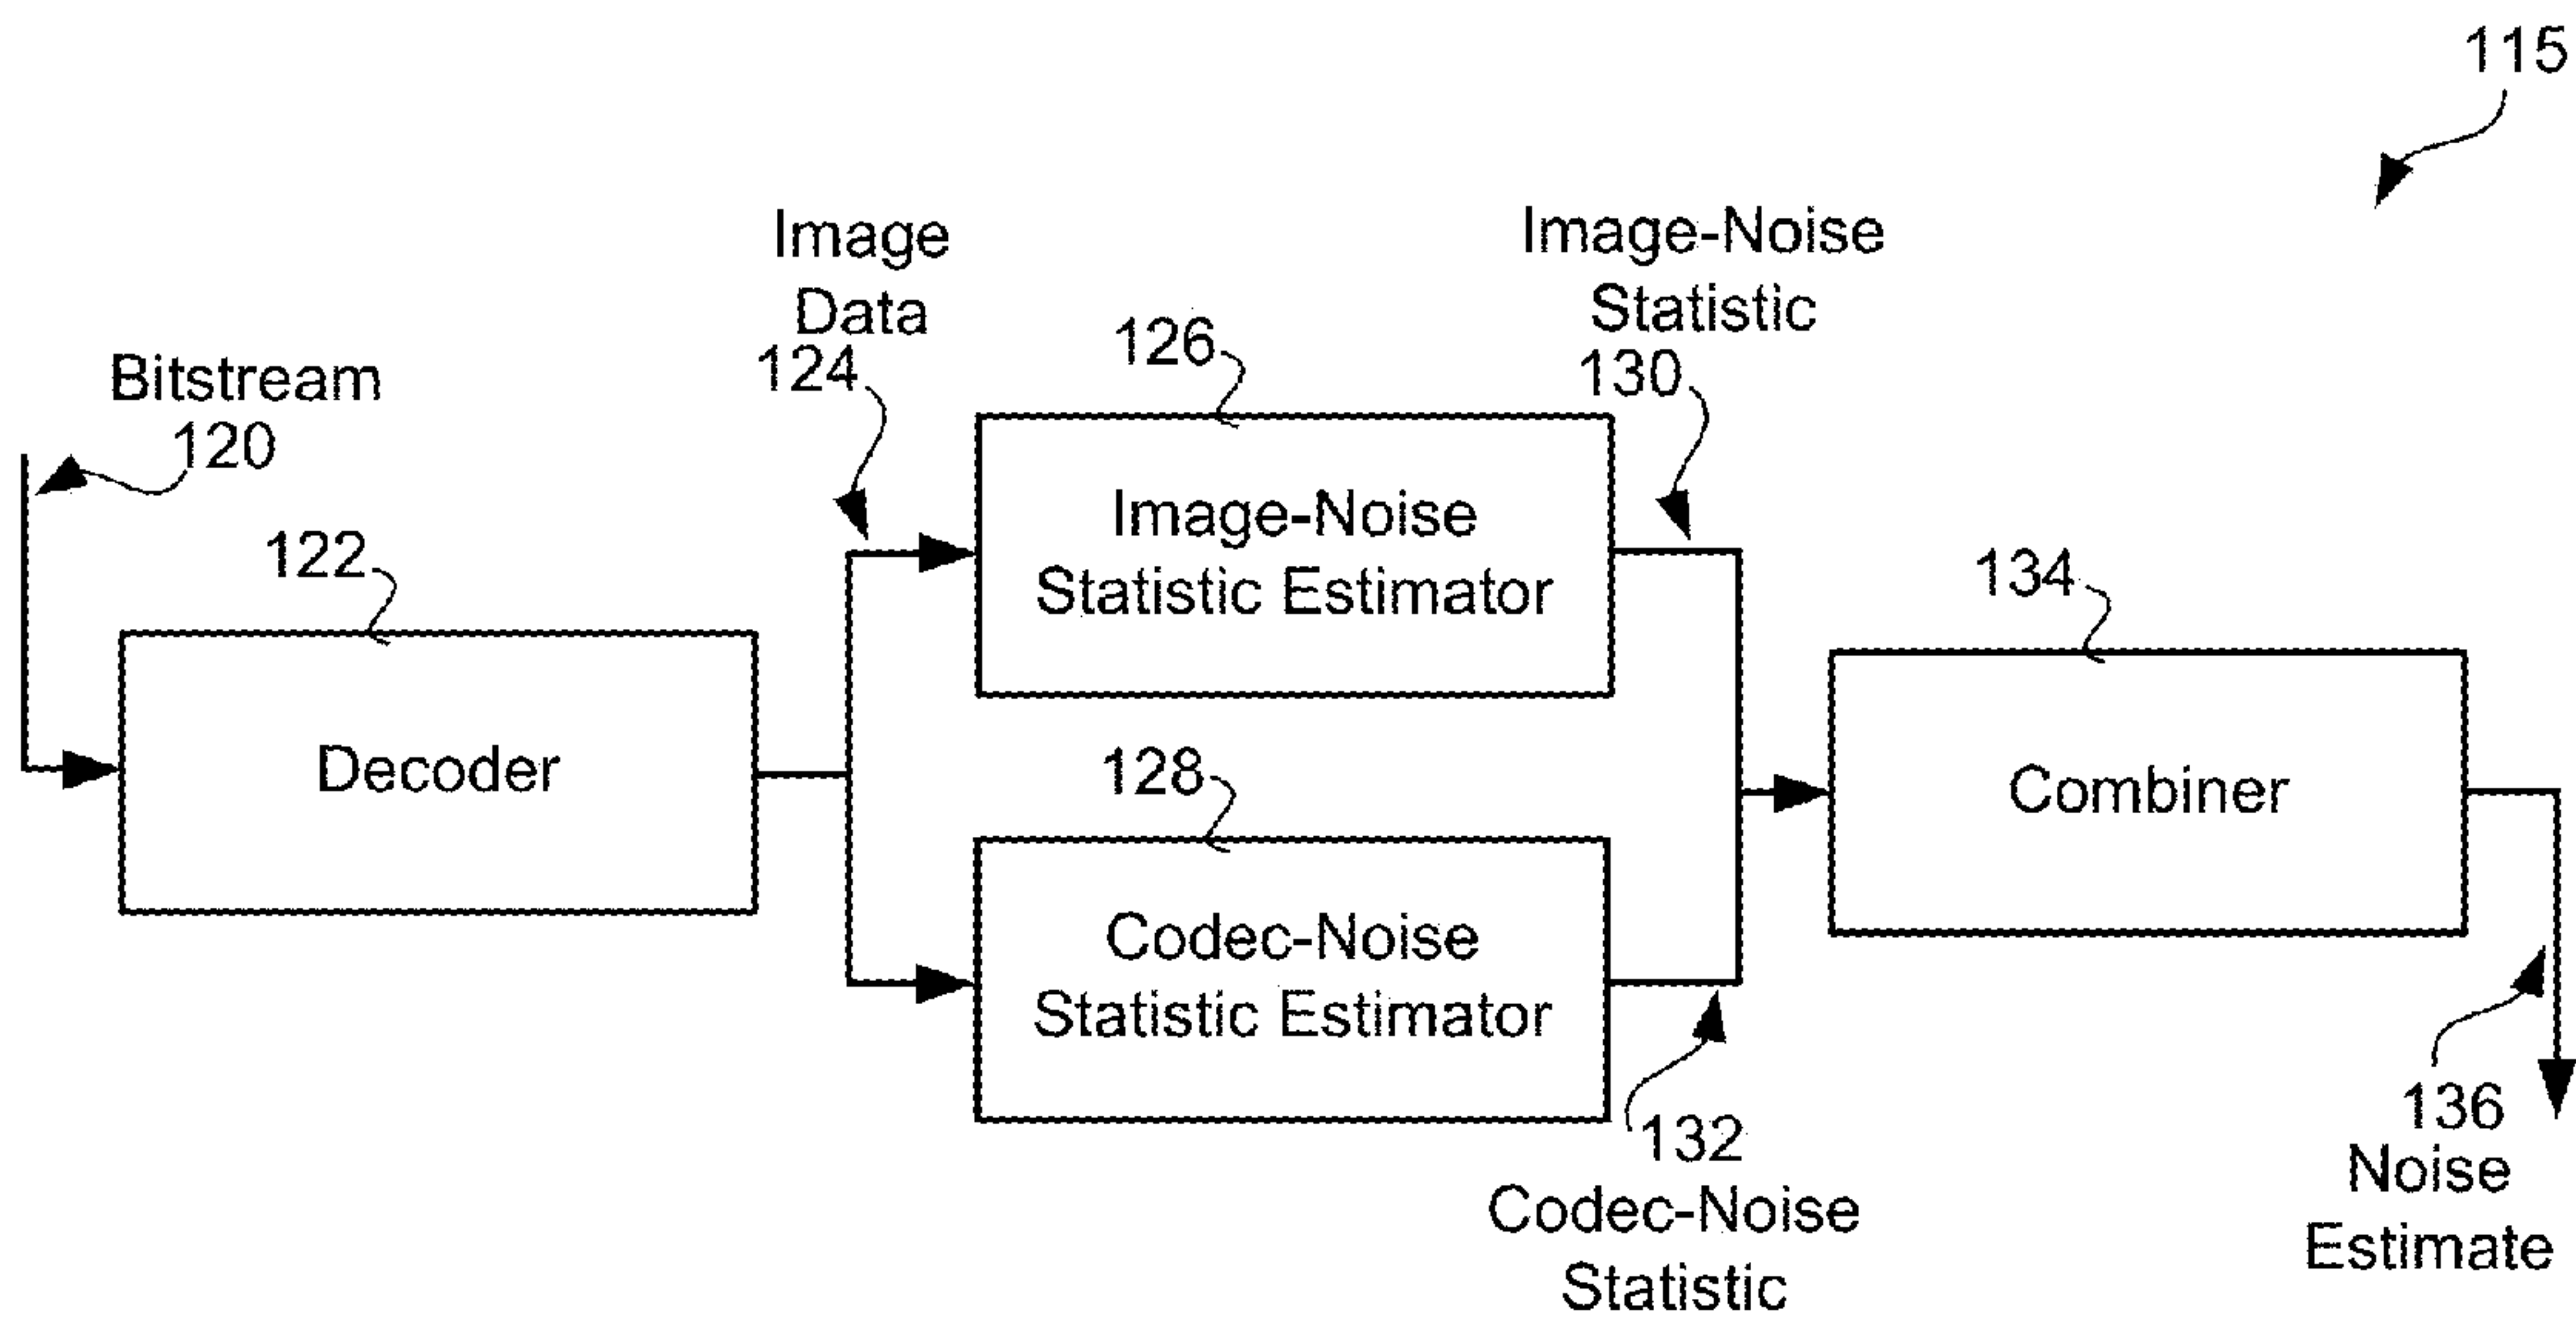 115
Image
Data
124
Image-Noise
Statistic
130
Bitstream
120
126
122
Image-Noise
Statistic Estimator
134
Decoder
128
Combiner
Codec-Noise
Statistic Estimator
132
Codec-Noise
Statistic
136
Noise
Estimate